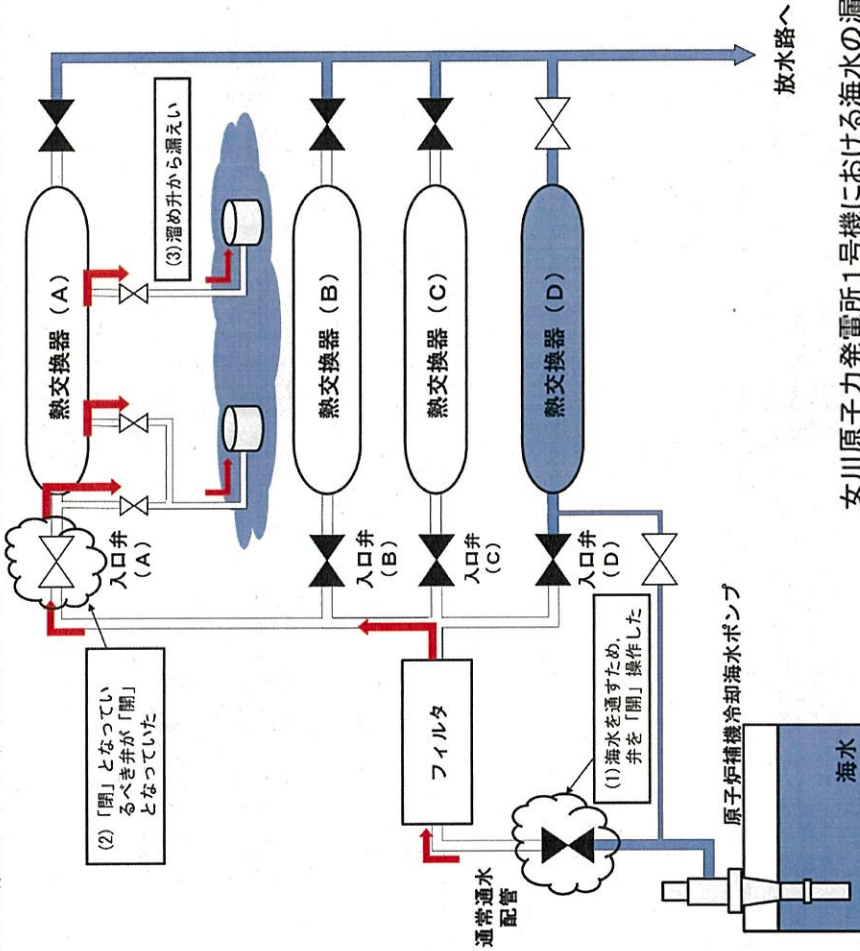 (2)「閉」となってい
るべき弁が「開」
となっていた
入口弁
(A)
熱交換器(A)
(3)溜め升から漏えい
入口弁
(B)
熱交換器(B)
入口弁
(C)
熱交換器(C)
入口弁
(D)
熱交換器(D)
放水路へ
フィルタ
通常通水
配管
(1)海水を通すため、
弁を「開」操作した
原子炉補機冷却海水ポンプ
海水
女川原子力発電所1号機における海水の漏